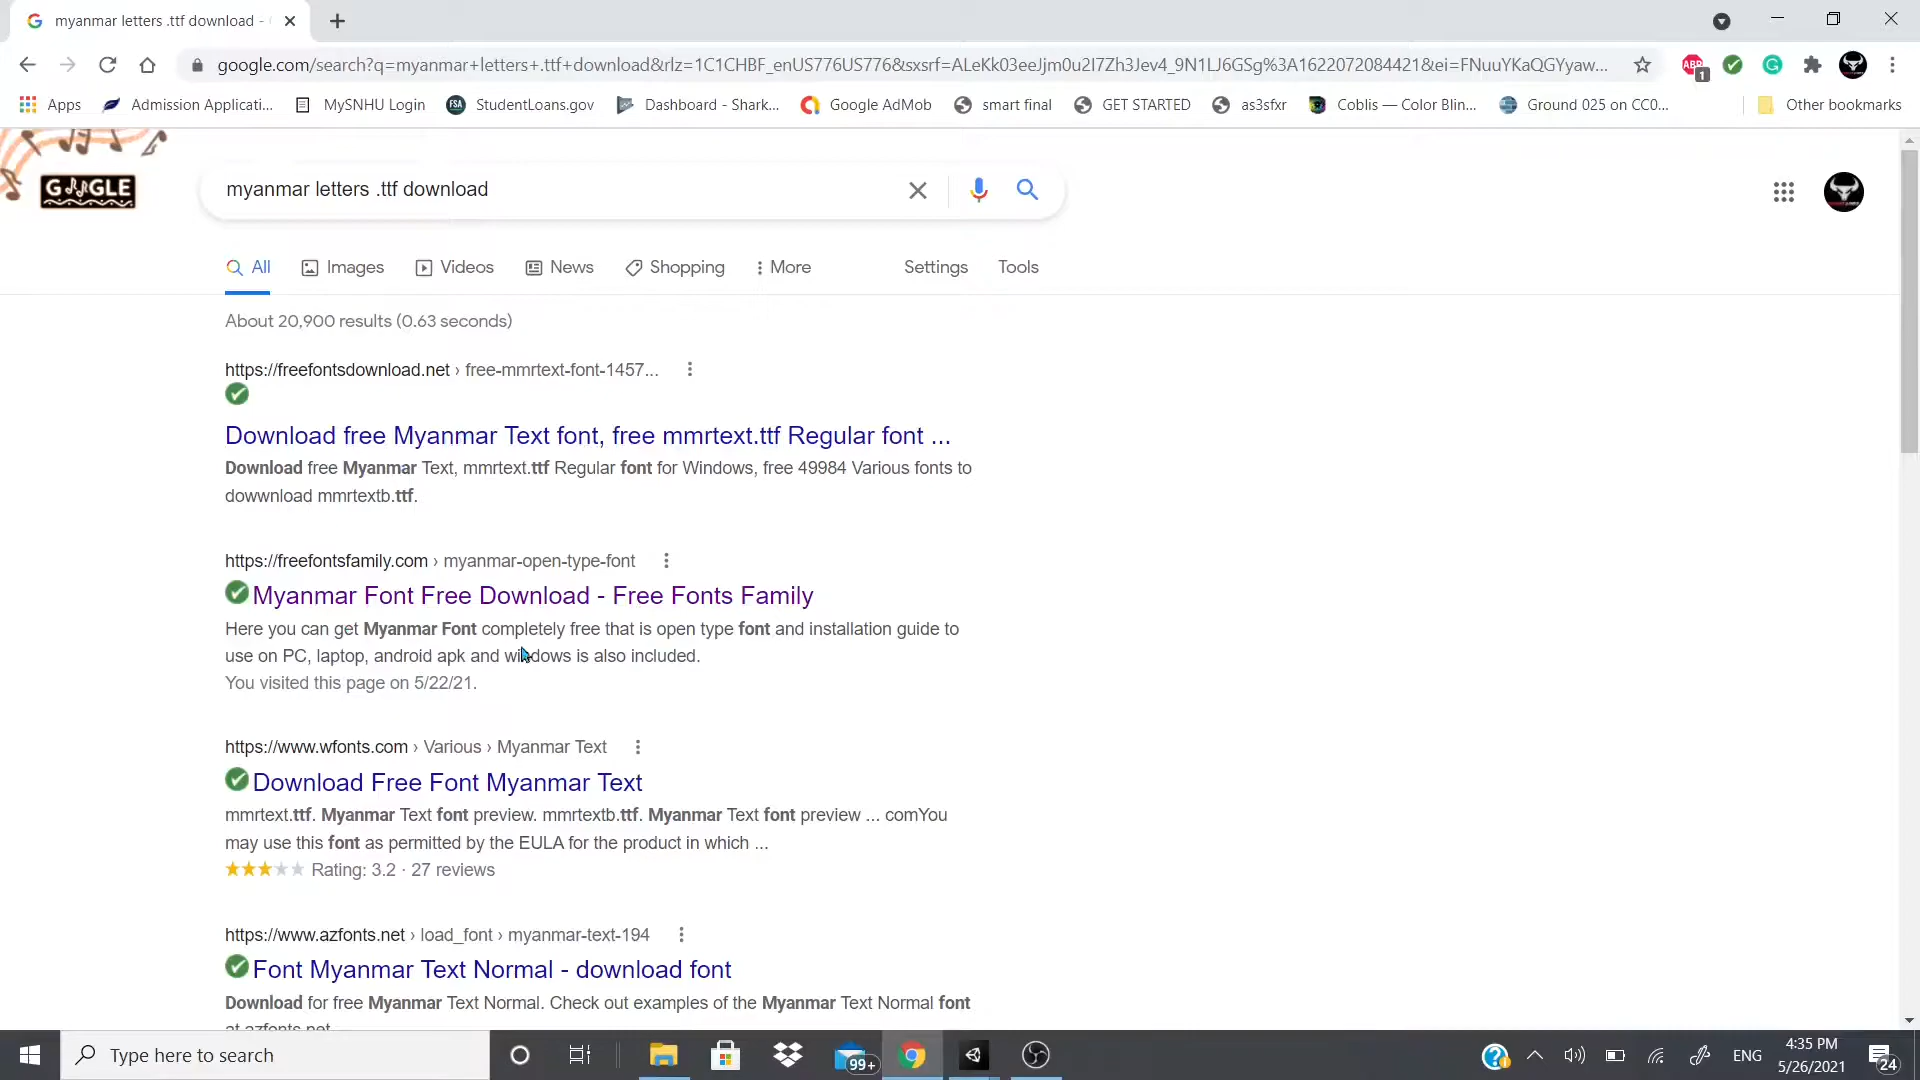 myanmar letters .ttf download -
google.com/search?q=myanmar+letters+.ttf+download&rlz=1C1CHBF_enUS776US776&sxsrf=ALeKk03eeJjm0u2I7Zh3Jev4_9N1LJ6GSg%3A1622072084421&ei=FNuuYKaQGYyaw...
ABP 1
Apps Admission Applicati... MySNHU Login FSA StudentLoans.gov Dashboard - Shark... Google AdMob smart final GET STARTED as3sfxr Coblis — Color Blin... Ground 025 on CC0... Other bookmarks
myanmar letters .ttf download
All Images Videos News Shopping More Settings Tools
About 20,900 results (0.63 seconds)
https://freefontsdownload.net › free-mmrtext-font-1457...
Download free Myanmar Text font, free mmrtext.ttf Regular font ...
Download free Myanmar Text, mmrtext.ttf Regular font for Windows, free 49984 Various fonts to
dowwnload mmrtextb.ttf.
https://freefontsfamily.com › myanmar-open-type-font
Myanmar Font Free Download - Free Fonts Family
Here you can get Myanmar Font completely free that is open type font and installation guide to
use on PC, laptop, android apk and windows is also included.
You visited this page on 5/22/21.
https://www.wfonts.com › Various › Myanmar Text
Download Free Font Myanmar Text
mmrtext.ttf. Myanmar Text font preview. mmrtextb.ttf. Myanmar Text font preview ... comYou
may use this font as permitted by the EULA for the product in which ...
Rating: 3.2 · 27 reviews
https://www.azfonts.net › load_font › myanmar-text-194
Font Myanmar Text Normal - download font
Download for free Myanmar Text Normal. Check out examples of the Myanmar Text Normal font
at azfonts.net
Type here to search
99+
ENG
4:35 PM
5/26/2021
24